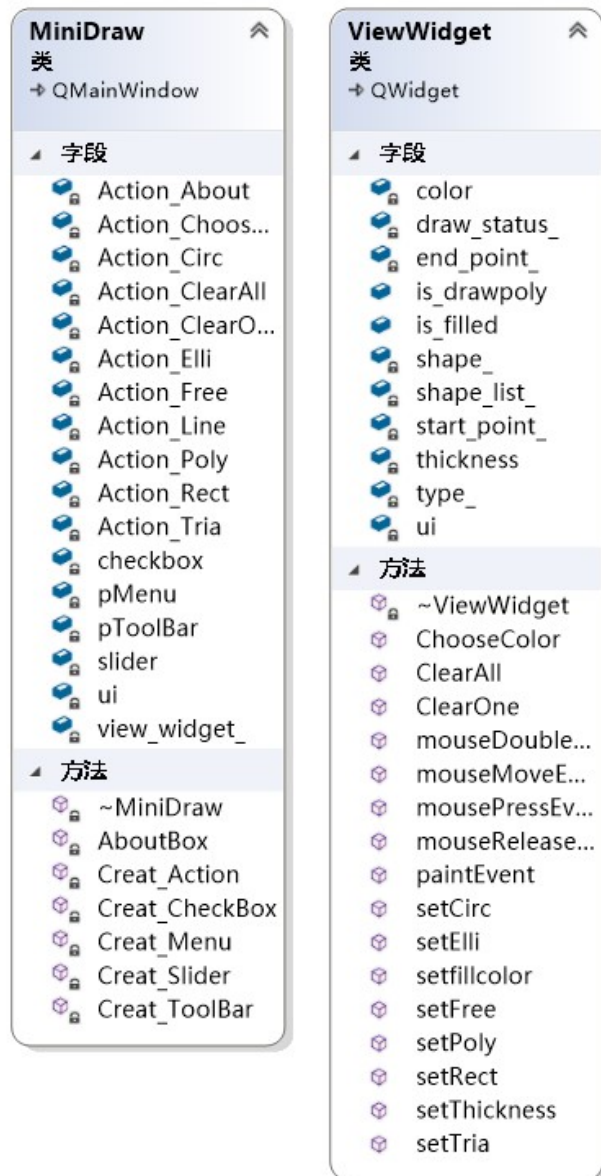 MiniDraw
类
QMainWindow
字段
Action_About
Action_Choos...
Action_Circ
Action_ClearAll
Action_ClearO...
Action_Elli
Action_Free
Action_Line
Action_Poly
Action_Rect
Action_Tria
checkbox
pMenu
pToolBar
slider
ui
view_widget_
方法
~MiniDraw
AboutBox
Creat_Action
Creat_CheckBox
Creat_Menu
Creat_Slider
Creat_ToolBar
ViewWidget
类
QWidget
字段
color
draw_status_
end_point_
is_drawpoly
is_filled
shape_
shape_list_
start_point_
thickness
type_
ui
方法
~ViewWidget
ChooseColor
ClearAll
ClearOne
mouseDouble...
mouseMoveE...
mousePressEv...
mouseRelease...
paintEvent
setCirc
setElli
setfillcolor
setFree
setPoly
setRect
setThickness
setTria